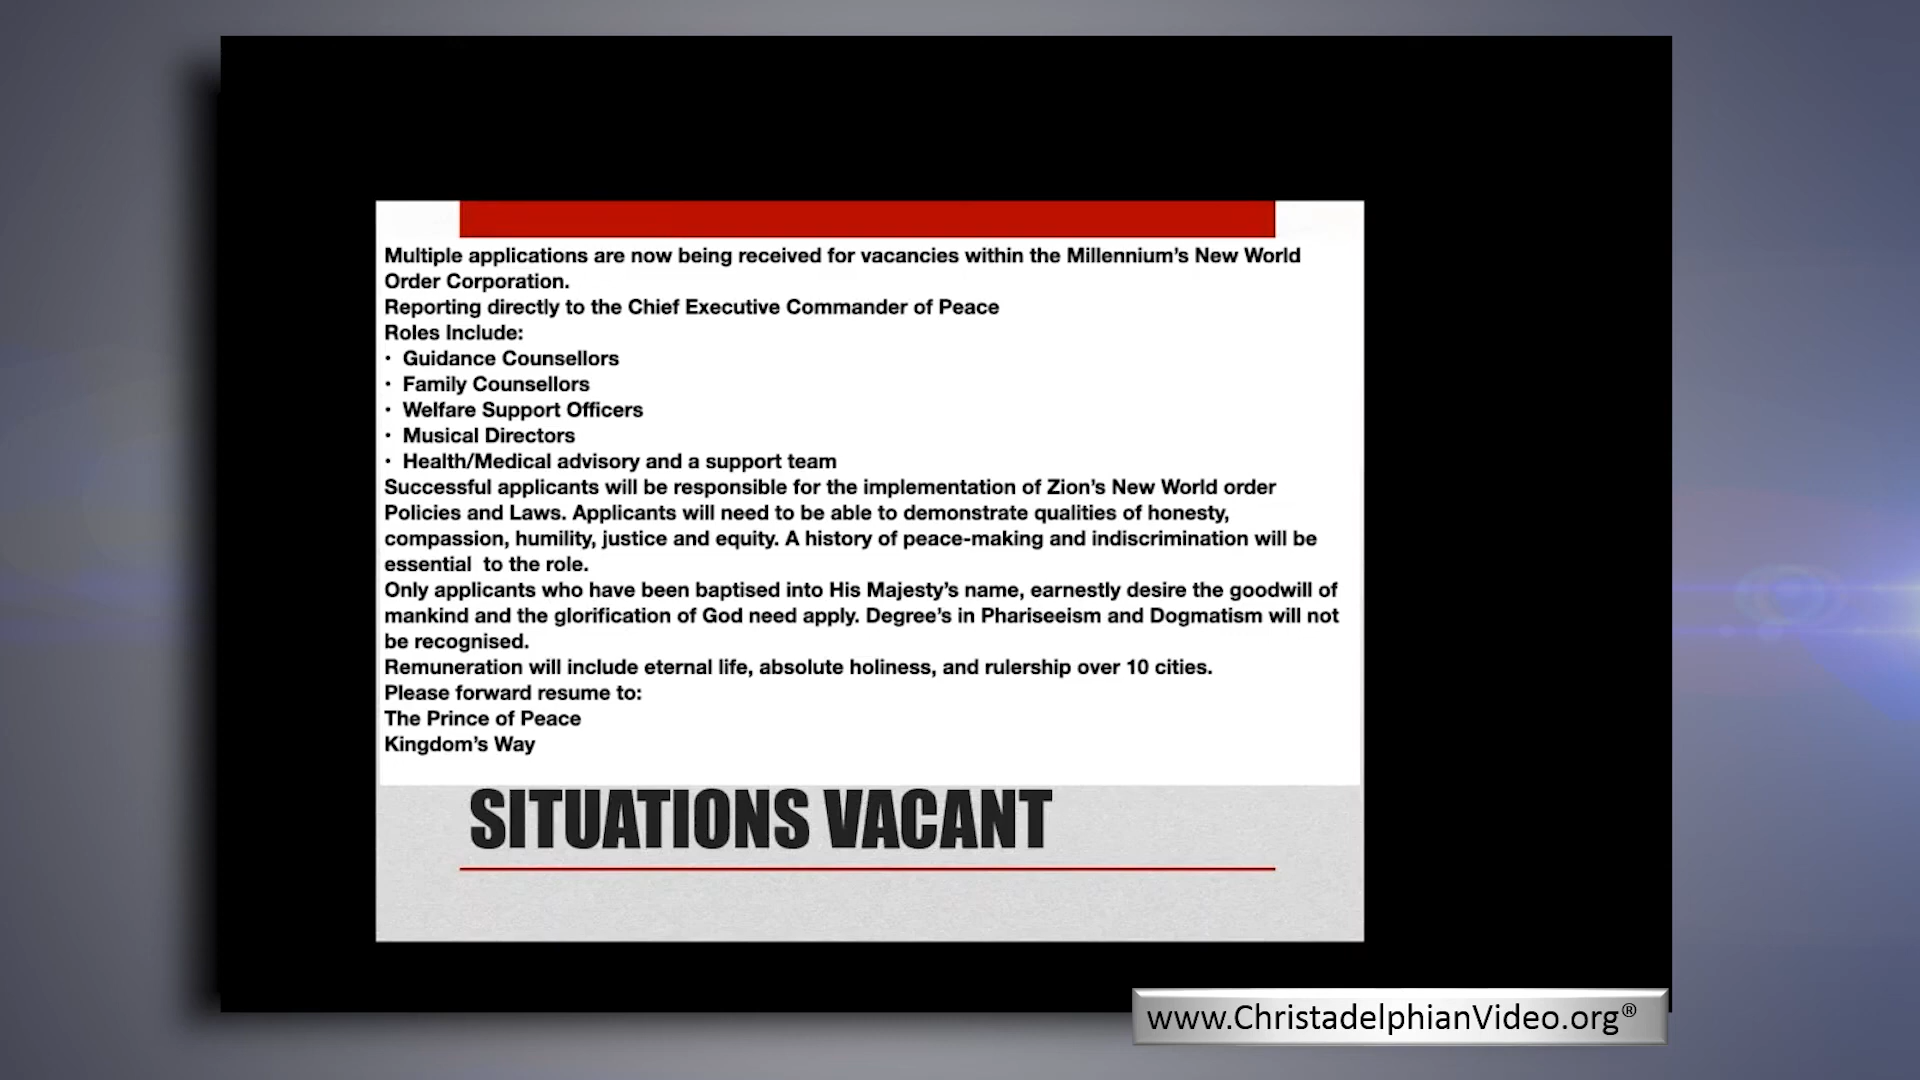 Multiple applications are now being received for vacancies within the Millennium's New World
Order Corporation.
Reporting directly to the Chief Executive Commander of Peace
Roles Include:
• Guidance Counsellors
• Family Counsellors
• Welfare Support Officers
• Musical Directors
• Health/Medical advisory and a support team
Successful applicants will be responsible for the implementation of Zion's New World order
Policies and Laws. Applicants will need to be able to demonstrate qualities of honesty,
compassion, humility, justice and equity. A history of peace-making and indiscrimination will be
essential  to the role.
Only applicants who have been baptised into His Majesty's name, earnestly desire the goodwill of
mankind and the glorification of God need apply. Degree's in Phariseeism and Dogmatism will not
be recognised.
Remuneration will include eternal life, absolute holiness, and rulership over 10 cities.
Please forward resume to:
The Prince of Peace
Kingdom's Way
SITUATIONS VACANT
www.ChristadelphianVideo.org®